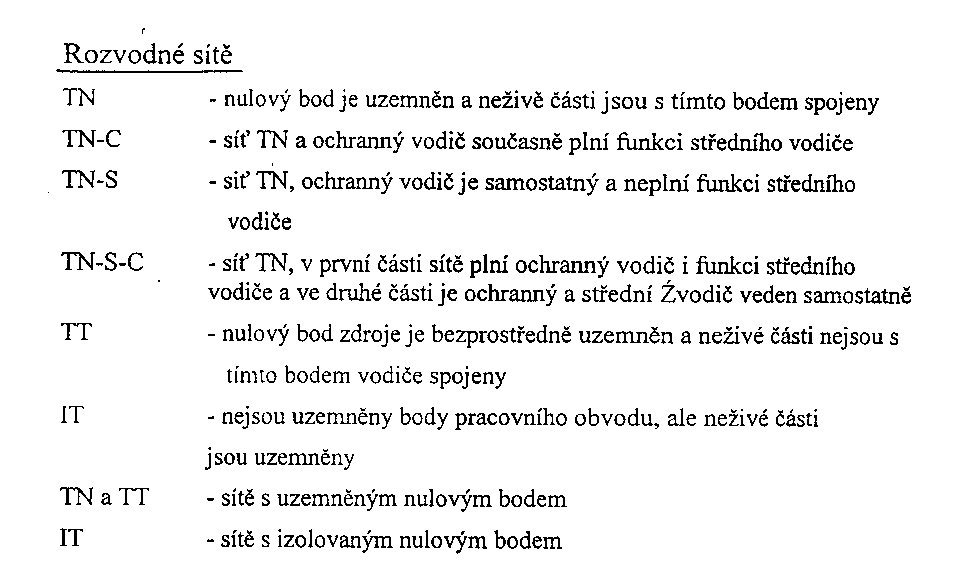 Rozvodné sítě
TN - nulový bod je uzemněn a neživě části jsou s tímto bodem spojeny
TN-C - síť TN a ochranný vodič současně plní funkci středního vodiče
TN-S - siť TN, ochranný vodič je samostatný a neplní funkci středního
vodiče
TN-S-C - síť TN, v první části sítě plní ochranný vodič i funkci středního
vodiče a ve druhé části je ochranný a střední Źvodič veden samostatně
TT - nulový bod zdroje je bezprostředně uzemněn a neživé části nejsou s
tímto bodem vodiče spojeny
IT - nejsou uzemněny body pracovního obvodu, ale neživé části
jsou uzemněny
TN a TT - sítě s uzemněným nulovým bodem
IT - sítě s izolovaným nulovým bodem